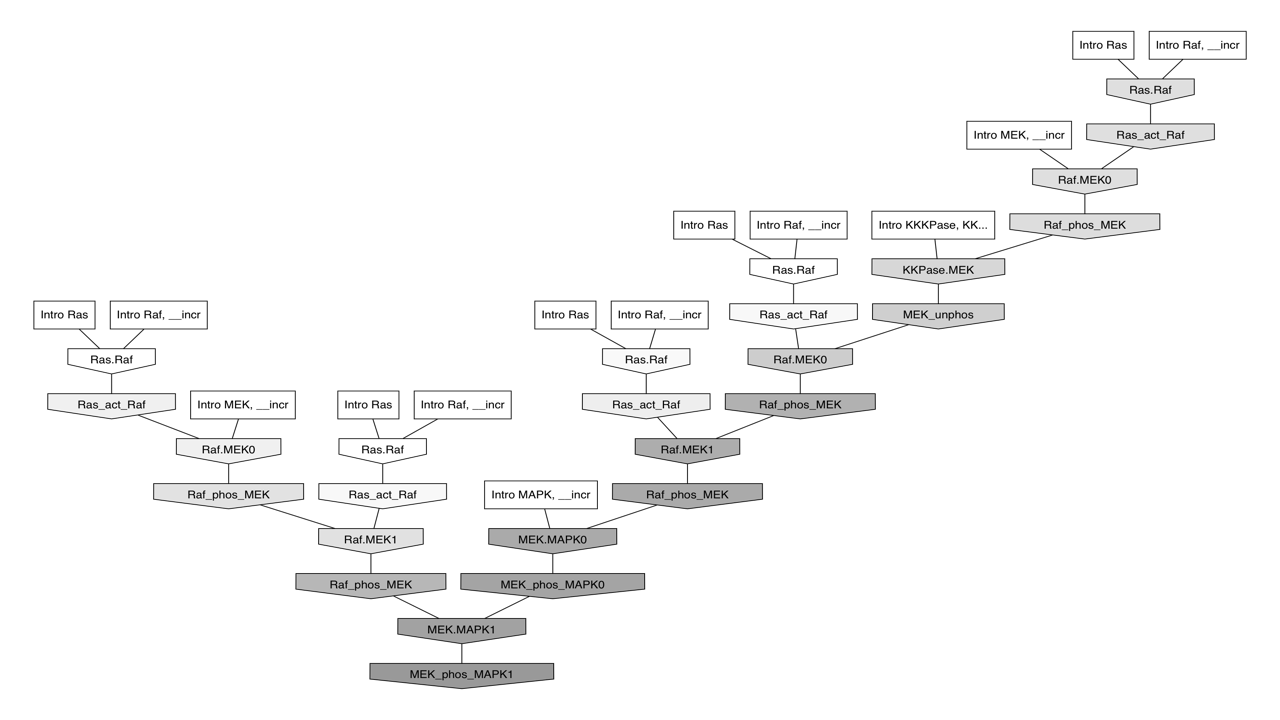 Intro Ras
Intro Raf, __incr
Ras.Raf
Intro MEK, __incr
Ras_act_Raf
Raf.MEK0
Intro Ras
Intro Raf, __incr
Intro KKKPase, KK...
Raf_phos_MEK
Ras.Raf
KKPase.MEK
Intro Ras
Intro Raf, __incr
Intro Ras
Intro Raf, __incr
Ras_act_Raf
MEK_unphos
Ras.Raf
Ras.Raf
Raf.MEK0
Ras_act_Raf
Intro MEK, __incr
Intro Ras
Intro Raf, __incr
Ras_act_Raf
Raf_phos_MEK
Raf.MEK0
Ras.Raf
Raf.MEK1
Raf_phos_MEK
Ras_act_Raf
Intro MAPK, __incr
Raf_phos_MEK
Raf.MEK1
MEK.MAPK0
Raf_phos_MEK
MEK_phos_MAPK0
MEK.MAPK1
MEK_phos_MAPK1